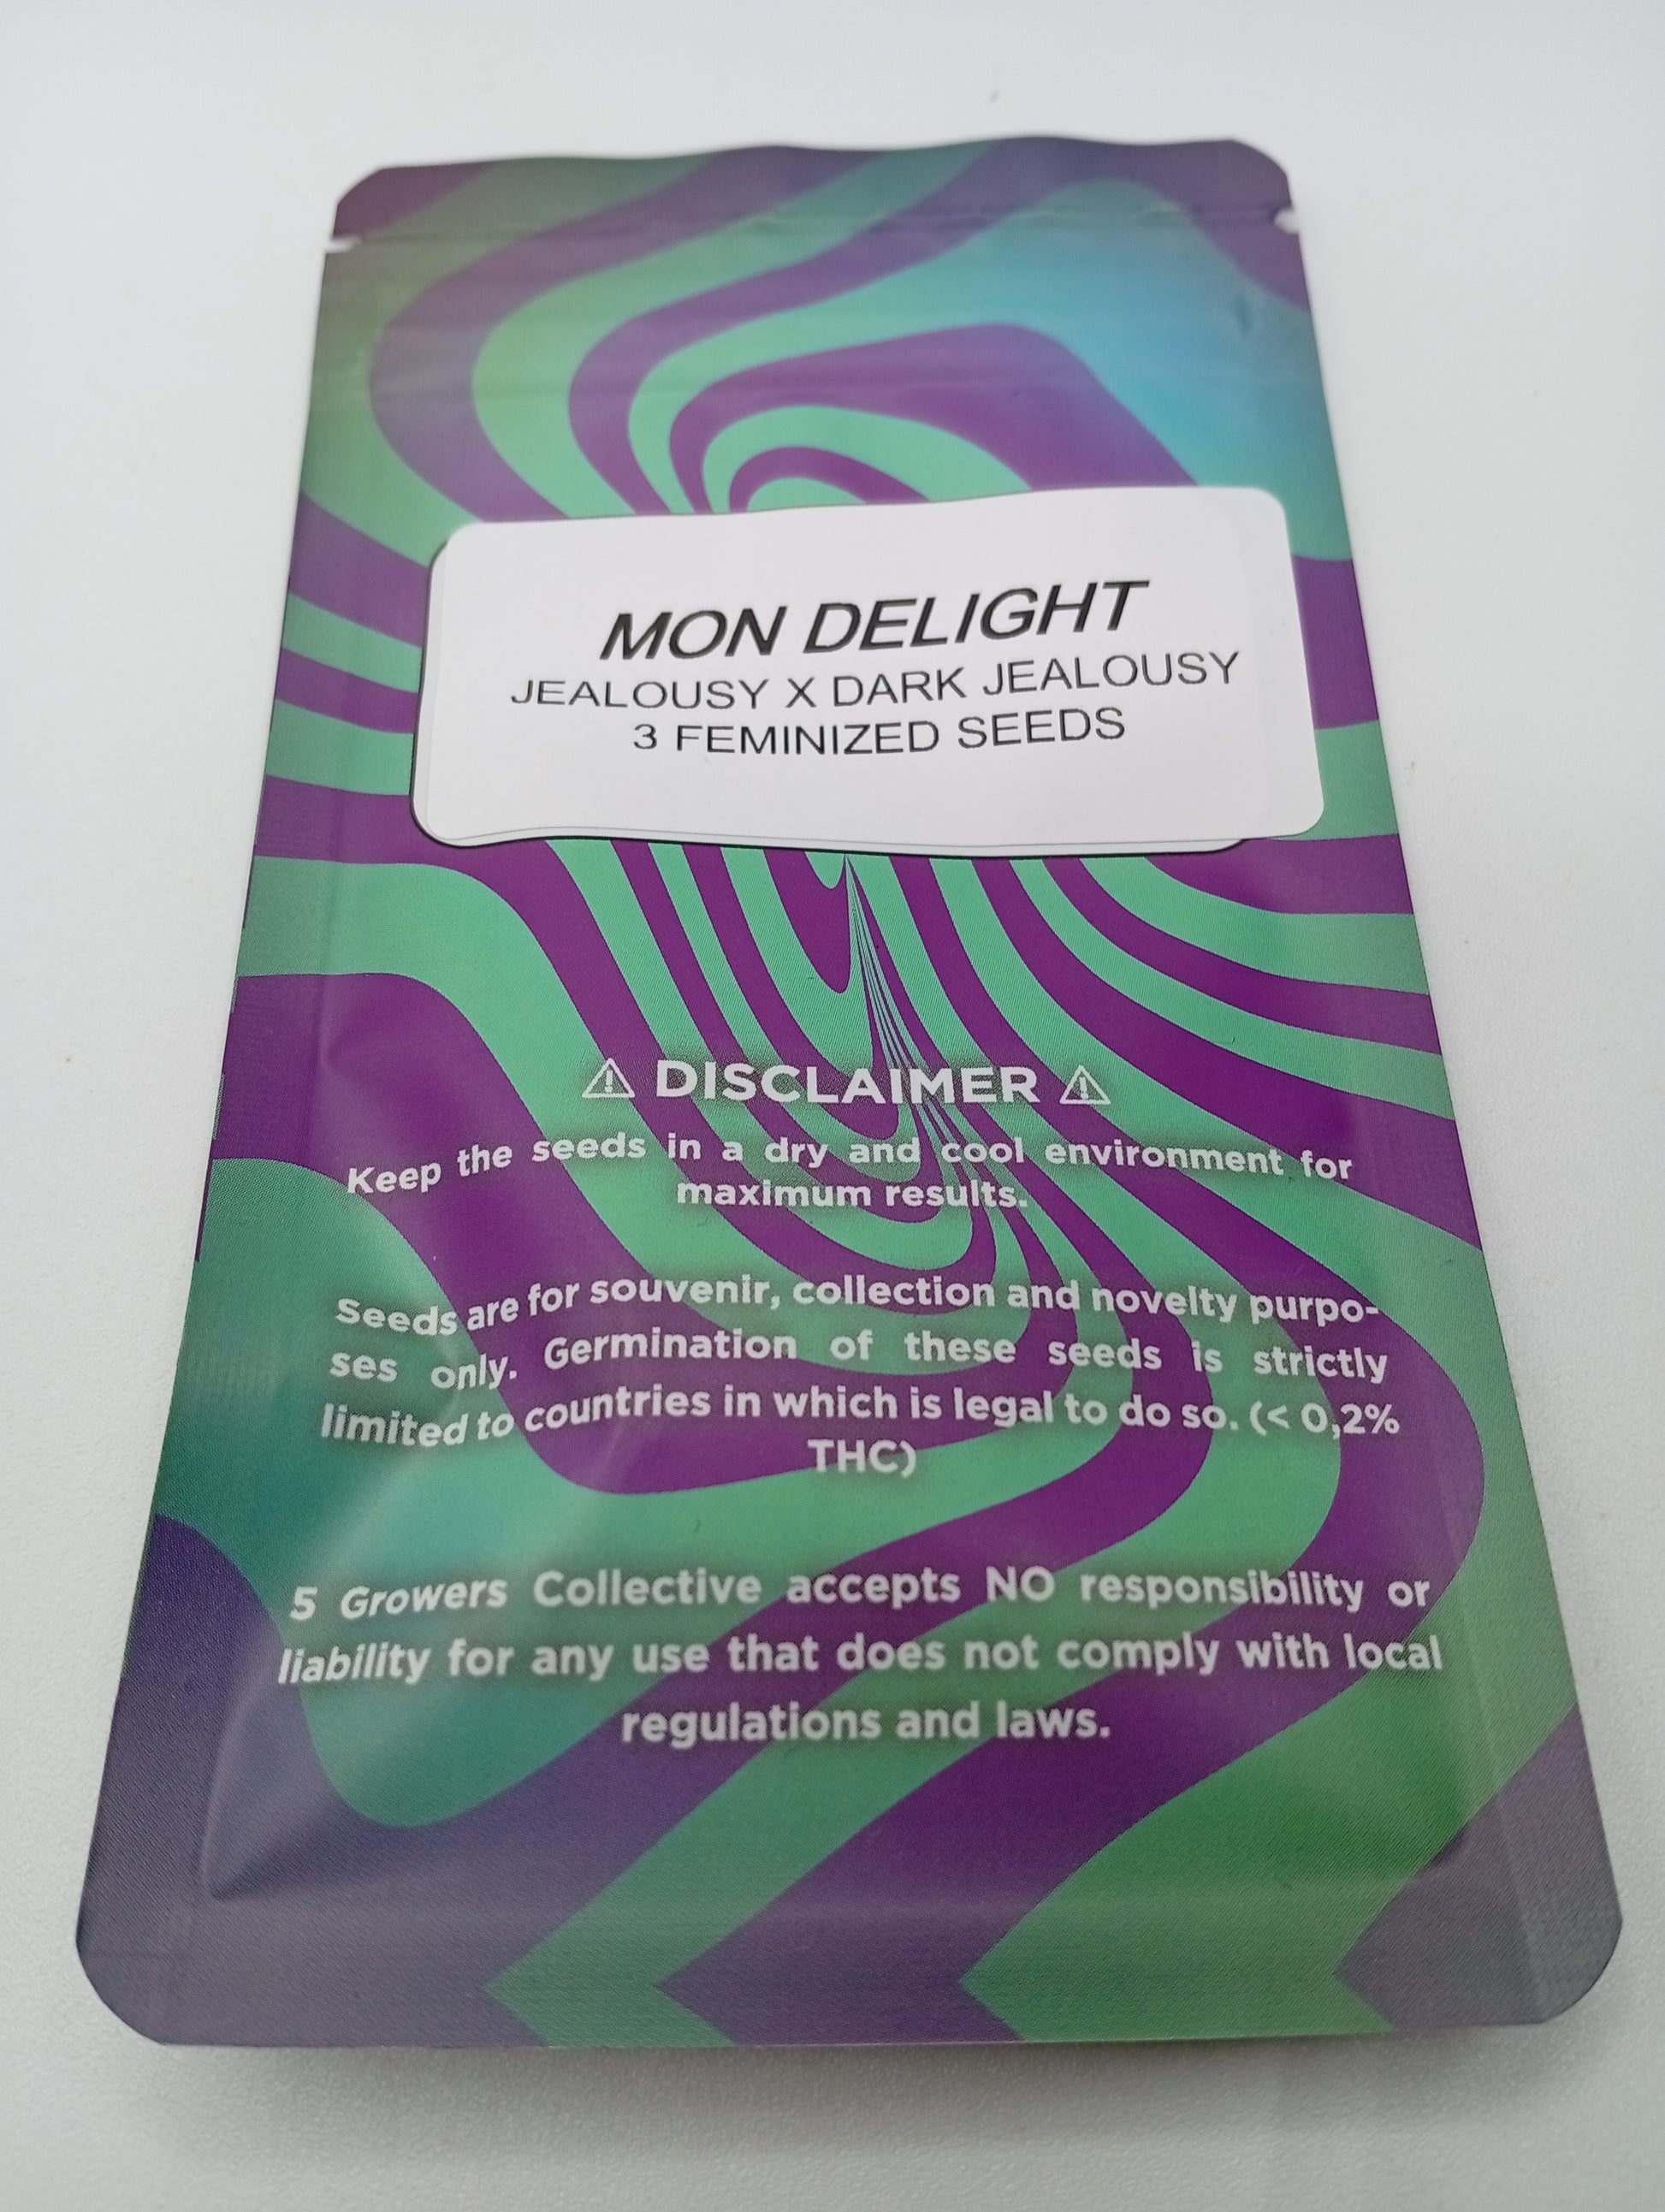 MON DELIGHT
JEALOUSY X DARK JEALOUSY
3 FEMINIZED SEEDS
DISCLAIMER
Keep the seeds in a dry and cool environment for
maximum results.
Seeds are for souvenir, collection and novelty purpo-
ses only. Germination of these seeds is strictly
limited to countries in which is legal to do so. (< 0,2%
THC)
5 Growers Collective accepts NO responsibility or
liability for any use that does not comply with local
regulations and laws.